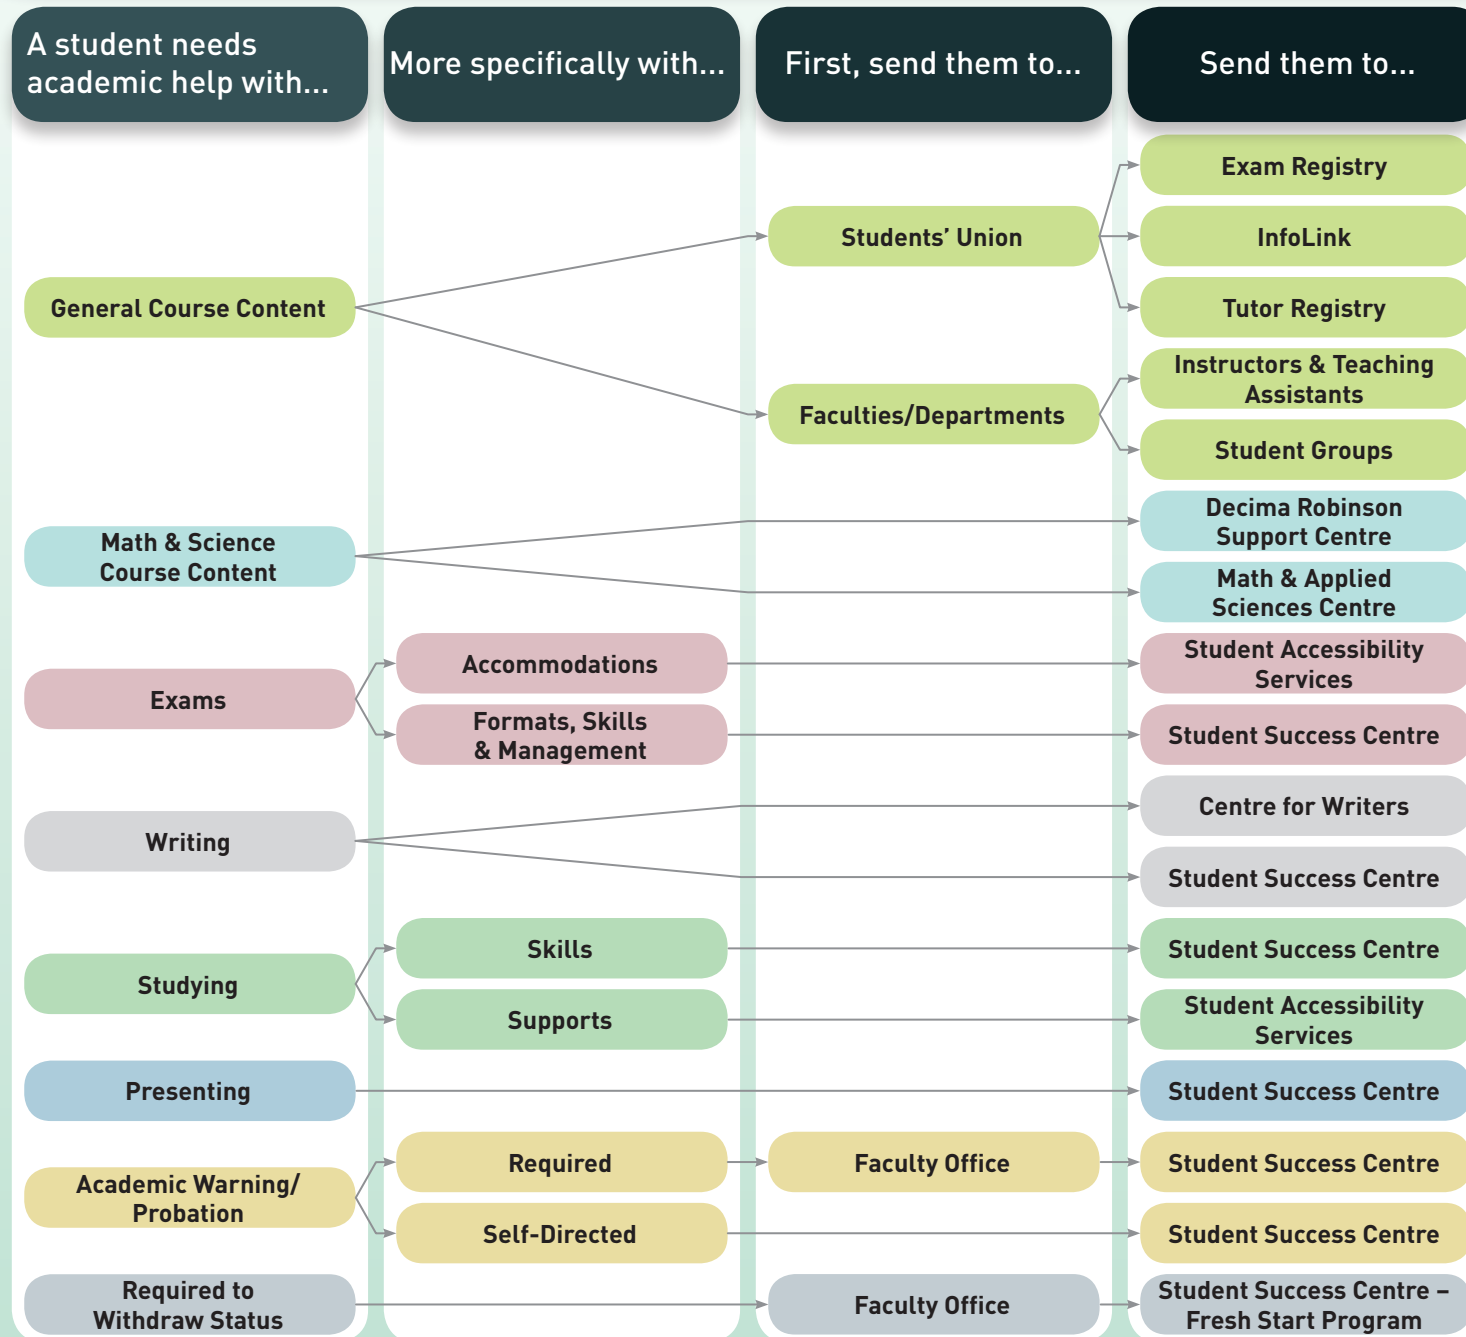 A student needs
academic help with...
More specifically with...
First, send them to...
Send them to...
General Course Content
Students’ Union
Exam Registry
InfoLink
Tutor Registry
Faculties/Departments
Instructors & Teaching
Assistants
Student Groups
Math & Science
Course Content
Decima Robinson
Support Centre
Math & Applied
Sciences Centre
Exams
Accommodations
Student Accessibility
Services
Formats, Skills
& Management
Student Success Centre
Writing
Centre for Writers
Student Success Centre
Studying
Skills
Student Success Centre
Supports
Student Accessibility
Services
Presenting
Student Success Centre
Academic Warning/
Probation
Required
Faculty Office
Student Success Centre
Self-Directed
Student Success Centre
Required to
Withdraw Status
Faculty Office
Student Success Centre –
Fresh Start Program